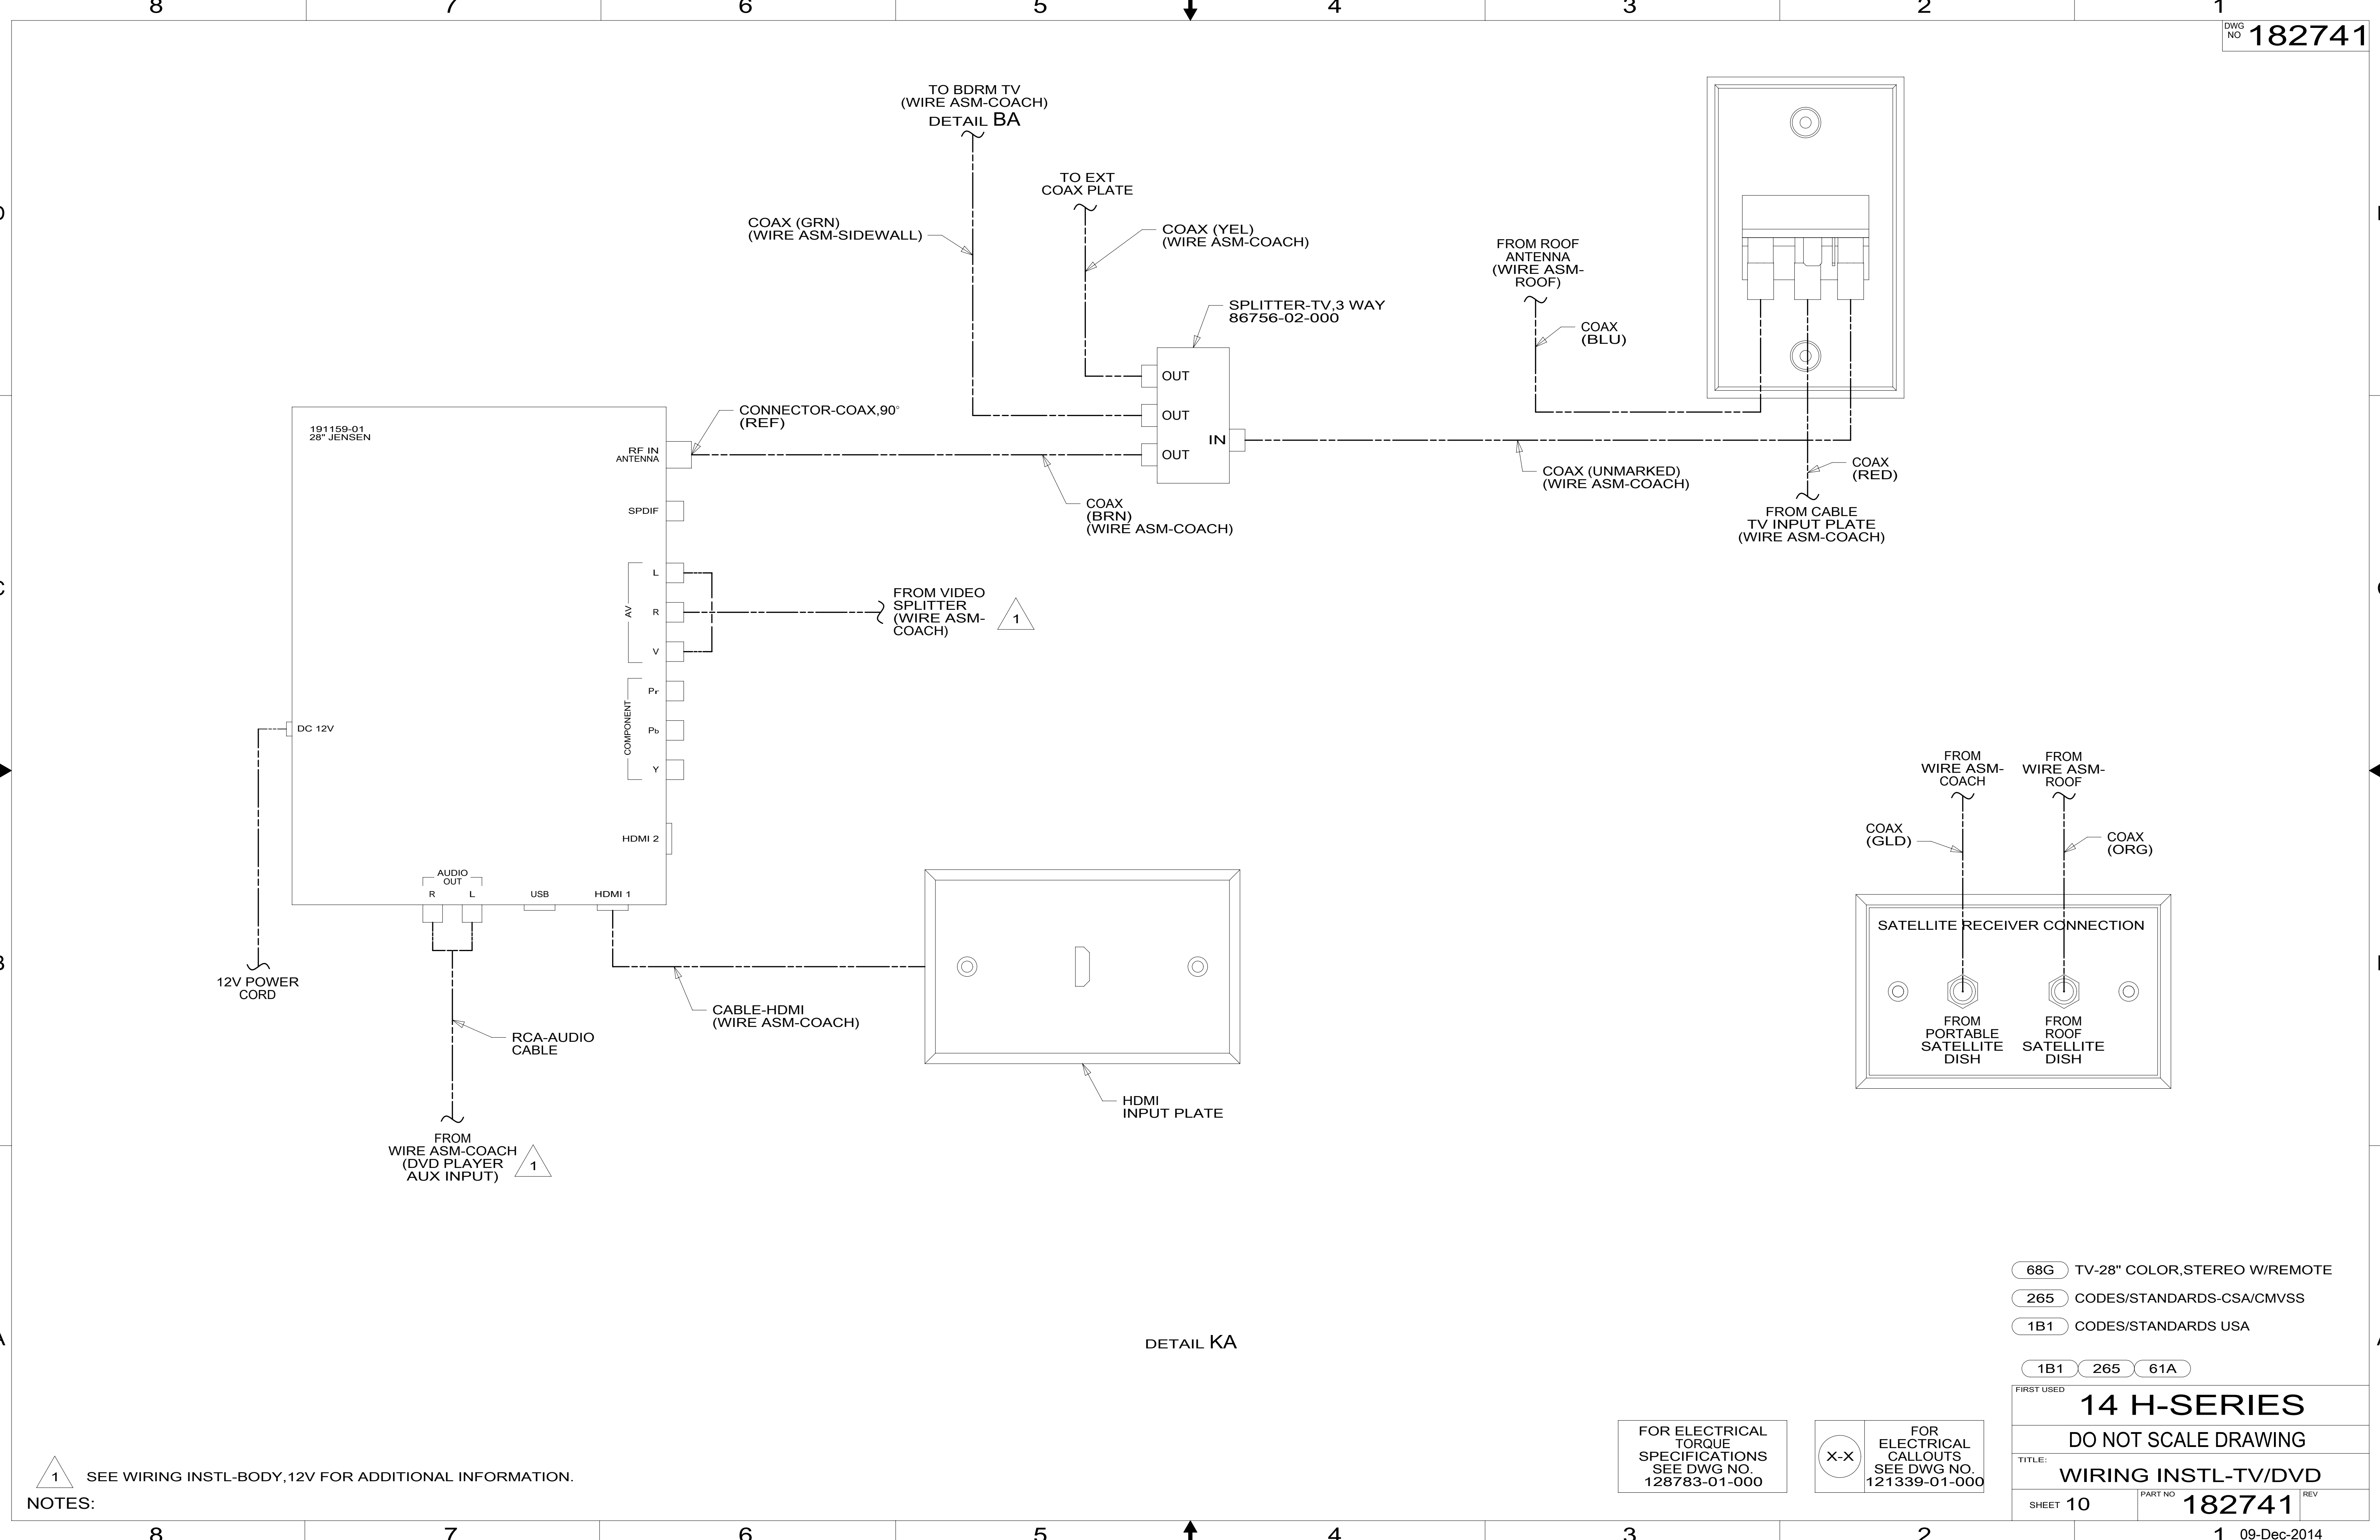 8 7 6 5 4 3 2 1
DWG NO 182741
TO BDRM TV
(WIRE ASM-COACH)
DETAIL BA
TO EXT
COAX PLATE
COAX (GRN)
(WIRE ASM-SIDEWALL)
COAX (YEL)
(WIRE ASM-COACH)
SPLITTER-TV,3 WAY
86756-02-000
OUT
OUT
OUT
IN
FROM ROOF
ANTENNA
(WIRE ASM-
ROOF)
COAX
(BLU)
COAX (UNMARKED)
(WIRE ASM-COACH)
COAX
(RED)
FROM CABLE
TV INPUT PLATE
(WIRE ASM-COACH)
CONNECTOR-COAX,90°
(REF)
COAX
(BRN)
(WIRE ASM-COACH)
191159-01
28" JENSEN
RF IN
ANTENNA
SPDIF
AV
L
R
V
COMPONENT
Pr
Pb
Y
HDMI 2
DC 12V
AUDIO
OUT
R L
USB
HDMI 1
FROM VIDEO
SPLITTER
(WIRE ASM-
COACH)
1
12V POWER
CORD
RCA-AUDIO
CABLE
FROM
WIRE ASM-COACH
(DVD PLAYER
AUX INPUT)
1
CABLE-HDMI
(WIRE ASM-COACH)
HDMI
INPUT PLATE
FROM
WIRE ASM-
COACH
FROM
WIRE ASM-
ROOF
COAX
(GLD)
COAX
(ORG)
SATELLITE RECEIVER CONNECTION
FROM
PORTABLE
SATELLITE
DISH
FROM
ROOF
SATELLITE
DISH
C
B
A
C
DETAIL KA
68G TV-28" COLOR,STEREO W/REMOTE
265 CODES/STANDARDS-CSA/CMVSS
1B1 CODES/STANDARDS USA
1B1 265 61A
FIRST USED
14 H-SERIES
DO NOT SCALE DRAWING
TITLE:
WIRING INSTL-TV/DVD
SHEET 10
PART NO 182741 REV
FOR ELECTRICAL
TORQUE
SPECIFICATIONS
SEE DWG NO.
128783-01-000
X-X
FOR
ELECTRICAL
CALLOUTS
SEE DWG NO.
121339-01-000
1 SEE WIRING INSTL-BODY,12V FOR ADDITIONAL INFORMATION.
NOTES:
8 7 6 5 4 3 2 1
09-Dec-2014